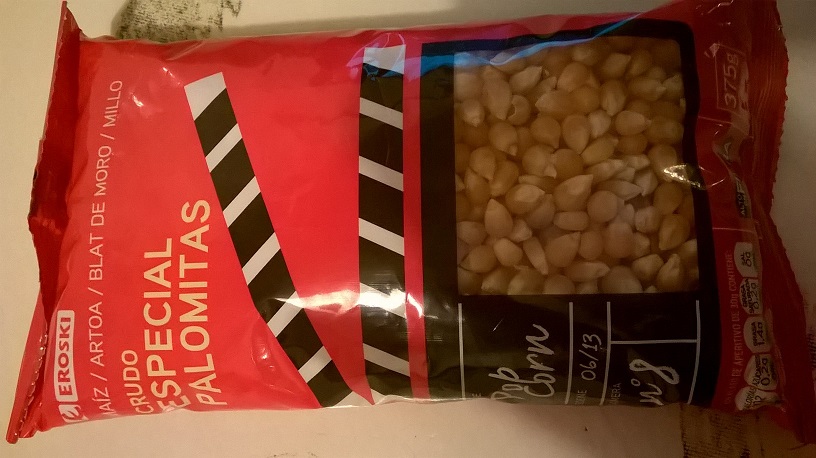 EROSKI
MAÍZ / ARTOA / BLAT DE MORO / MILLO
CRUDO
ESPECIAL
PALOMITAS
Pop
Corn
06/13
nº8
375g